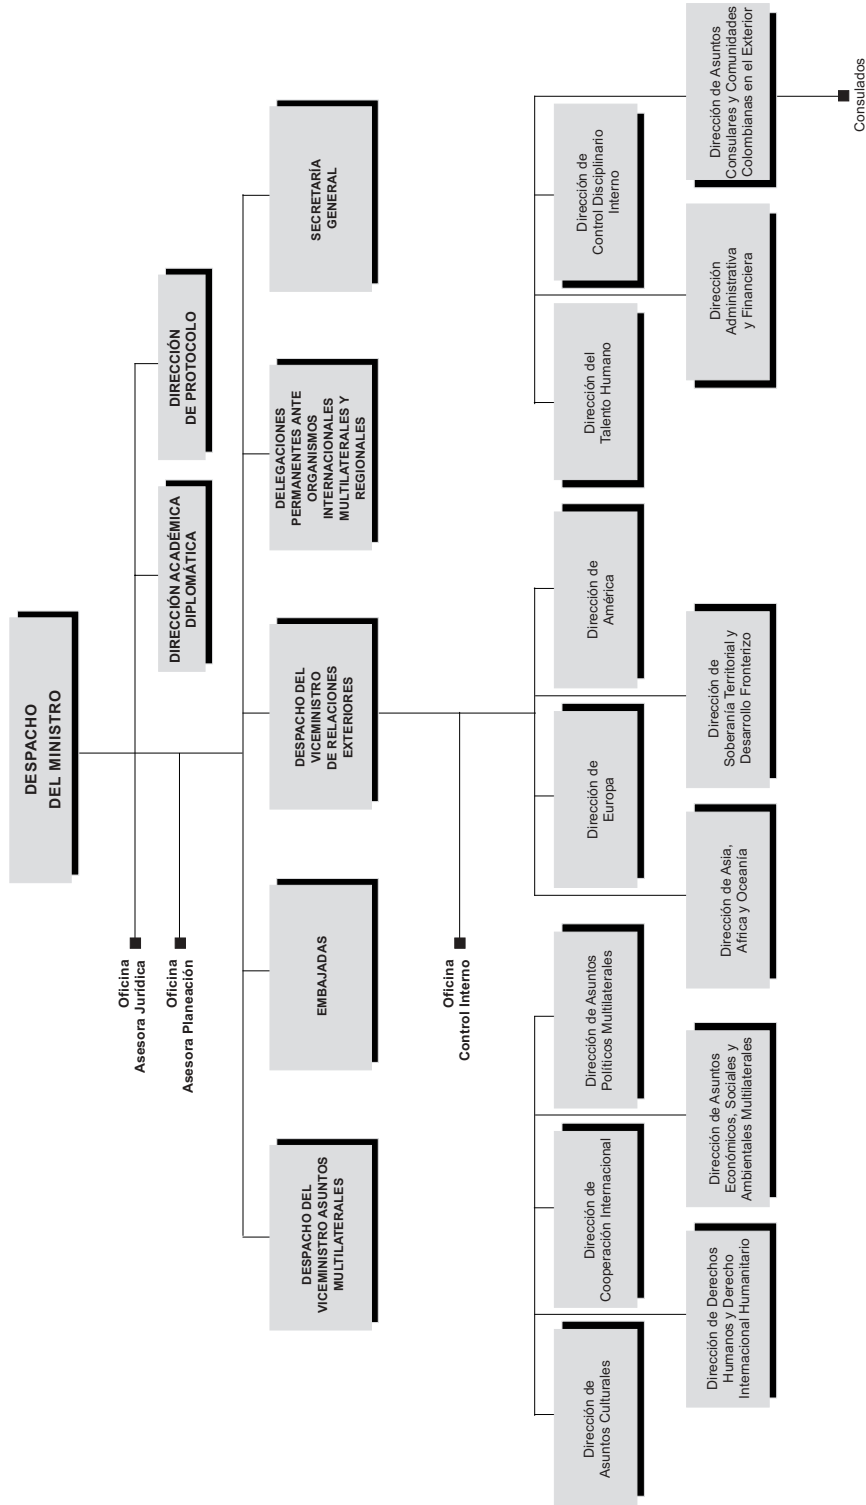 DESPACHO
DEL MINISTRO
Oficina
Asesora Jurídica
Oficina
Asesora Planeación
DIRECCIÓN ACADÉMICA
DIPLOMÁTICA
DIRECCIÓN
DE PROTOCOLO
DESPACHO DEL
VICEMINISTRO ASUNTOS
MULTILATERALES
EMBAJADAS
DESPACHO DEL
VICEMINISTRO
DE RELACIONES
EXTERIORES
DELEGACIONES
PERMANENTES ANTE
ORGANISMOS
INTERNACIONALES
MULTILATERALES Y
REGIONALES
SECRETARÍA
GENERAL
Oficina
Control Interno
Dirección de
Asuntos Culturales
Dirección de
Cooperación Internacional
Dirección de Asuntos
Políticos Multilaterales
Dirección de
Europa
Dirección de
América
Dirección del
Talento Humano
Dirección de
Control Disciplinario
Interno
Dirección de Derechos
Humanos y Derecho
Internacional Humanitario
Dirección de Asuntos
Económicos, Sociales y
Ambientales Multilaterales
Dirección de Asia,
Africa y Oceanía
Dirección de
Soberanía Territorial y
Desarrollo Fronterizo
Dirección
Administrativa
y Financiera
Dirección de Asuntos
Consulares y Comunidades
Colombianas en el Exterior
Consulados